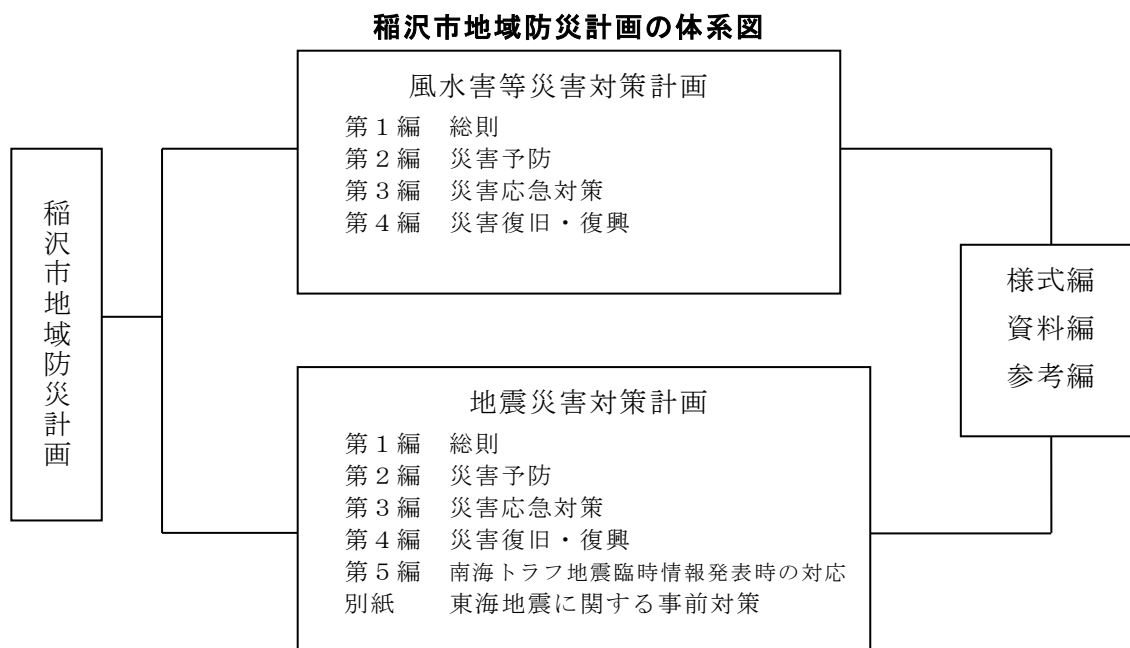 稲沢市地域防災計画の体系図
稲沢市地域防災計画
風水害等災害対策計画
第１編　総則
第２編　災害予防
第３編　災害応急対策
第４編　災害復旧・復興
地震災害対策計画
第１編　総則
第２編　災害予防
第３編　災害応急対策
第４編　災害復旧・復興
第５編　南海トラフ地震臨時情報発表時の対応
別紙　東海地震に関する事前対策
様式編
資料編
参考編